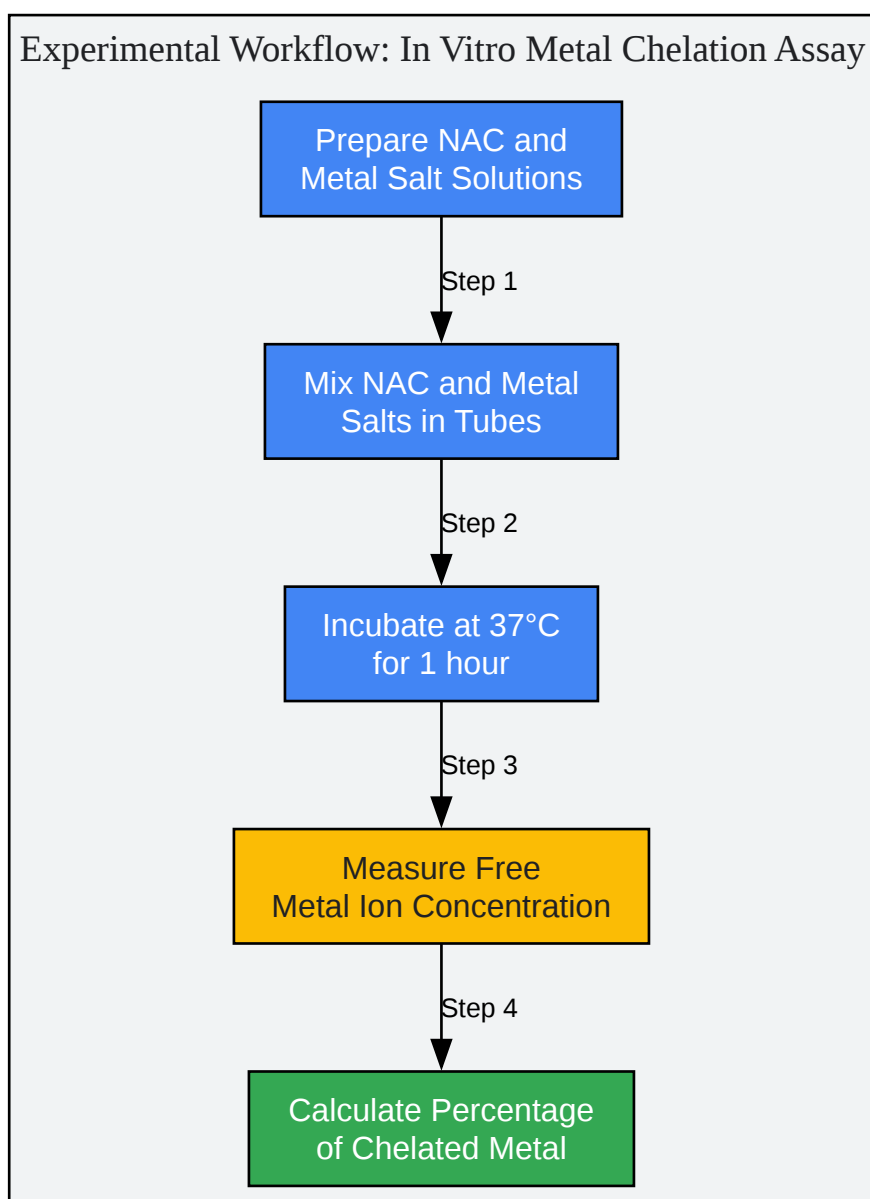 Experimental Workflow: In Vitro Metal Chelation Assay
Prepare NAC and
Metal Salt Solutions
Step 1
Mix NAC and Metal
Salts in Tubes
Step 2
Incubate at 37°C
for 1 hour
Step 3
Measure Free
Metal Ion Concentration
Step 4
Calculate Percentage
of Chelated Metal